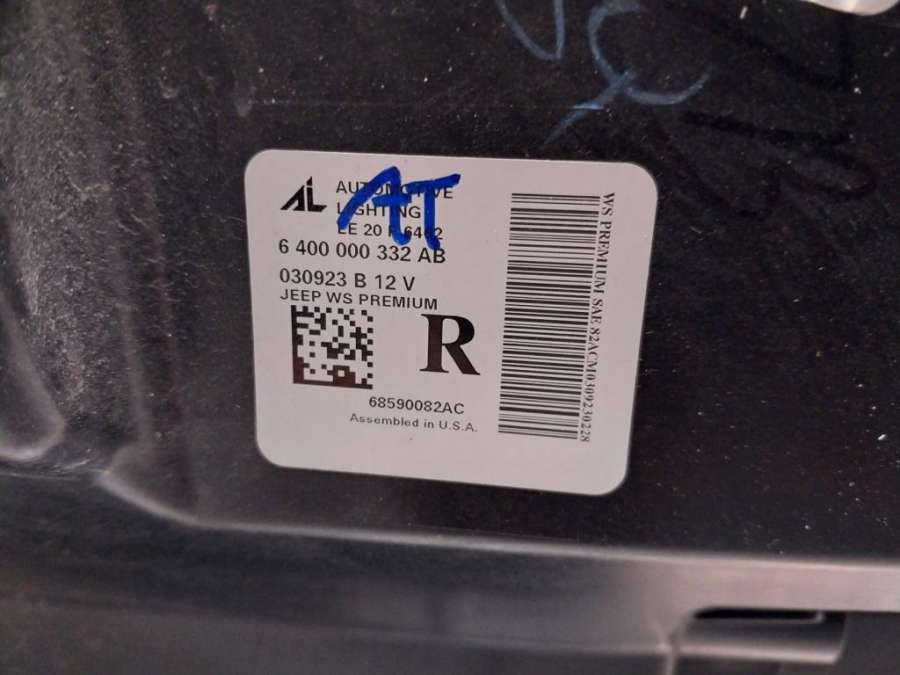 AL AUTOMOTIVE
LIGHTING
AT
6 400 000 332 AB
030923 B 12 V
JEEP WS PREMIUM
R
68590082AC
Assembled in U.S.A.
WS PREMIUM SAE 82ACM0309230228